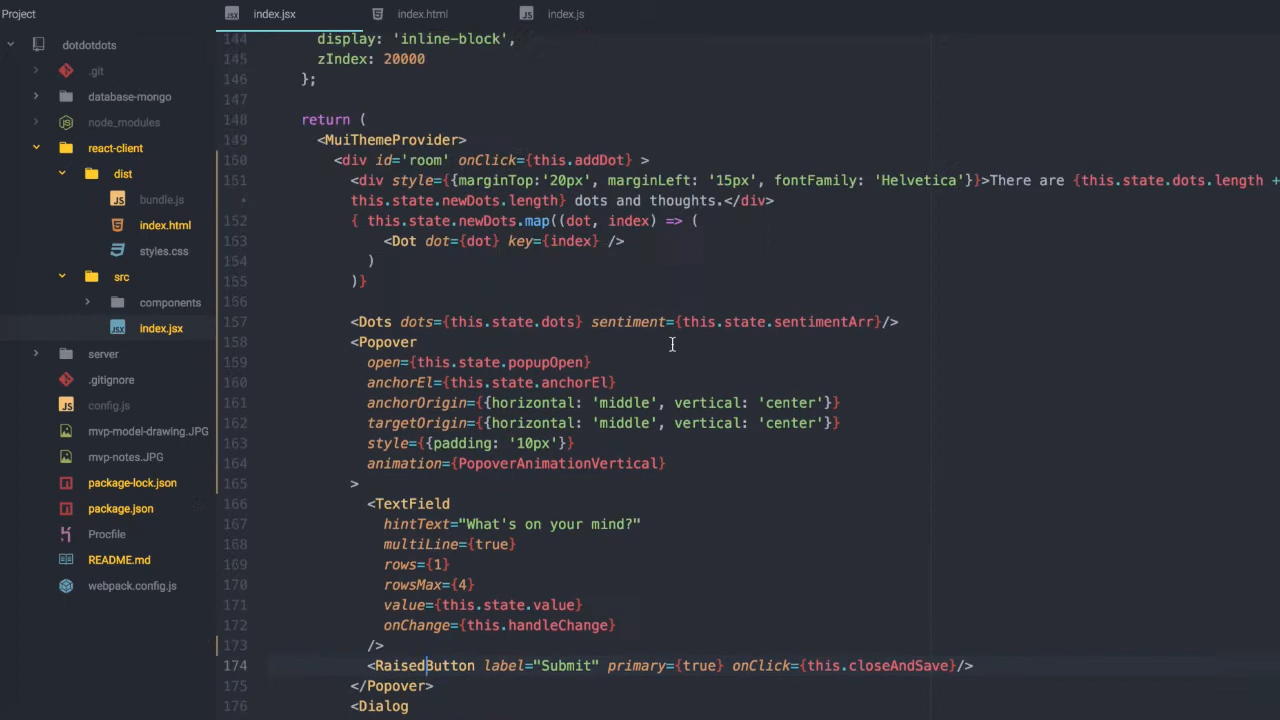 Project
index.jsx
index.html
index.js
dotdotdots
.git
database-mongo
node_modules
react-client
dist
bundle.js
index.html
styles.css
src
components
index.jsx
server
.gitignore
config.js
mvp-model-drawing.JPG
mvp-notes.JPG
package-lock.json
package.json
Procfile
README.md
webpack.config.js
144 display: 'inline-block',
145 zIndex: 20000
146 };
147
148 return (
149 <MuiThemeProvider>
150 <div id='room' onClick={this.addDot} >
151 <div style={{marginTop:'20px', marginLeft: '15px', fontFamily: 'Helvetica'}}>There are {this.state.dots.length +
• this.state.newDots.length} dots and thoughts.</div>
152 { this.state.newDots.map((dot, index) => (
153 <Dot dot={dot} key={index} />
154 )
155 )}
166
157 <Dots dots={this.state.dots} sentiment={this.state.sentimentArr}/>
158 <Popover
159 open={this.state.popupOpen}
160 anchorEl={this.state.anchorEl}
161 anchorOrigin={{horizontal: 'middle', vertical: 'center'}}
162 targetOrigin={{horizontal: 'middle', vertical: 'center'}}
163 style={{padding: '10px'}}
164 animation={PopoverAnimationVertical}
165 >
166 <TextField
167 hintText="What's on your mind?"
168 multiLine={true}
169 rows={1}
170 rowsMax={4}
171 value={this.state.value}
172 onChange={this.handleChange}
173 />
174 <RaisedButton label="Submit" primary={true} onClick={this.closeAndSave}/>
175 </Popover>
176 <Dialog